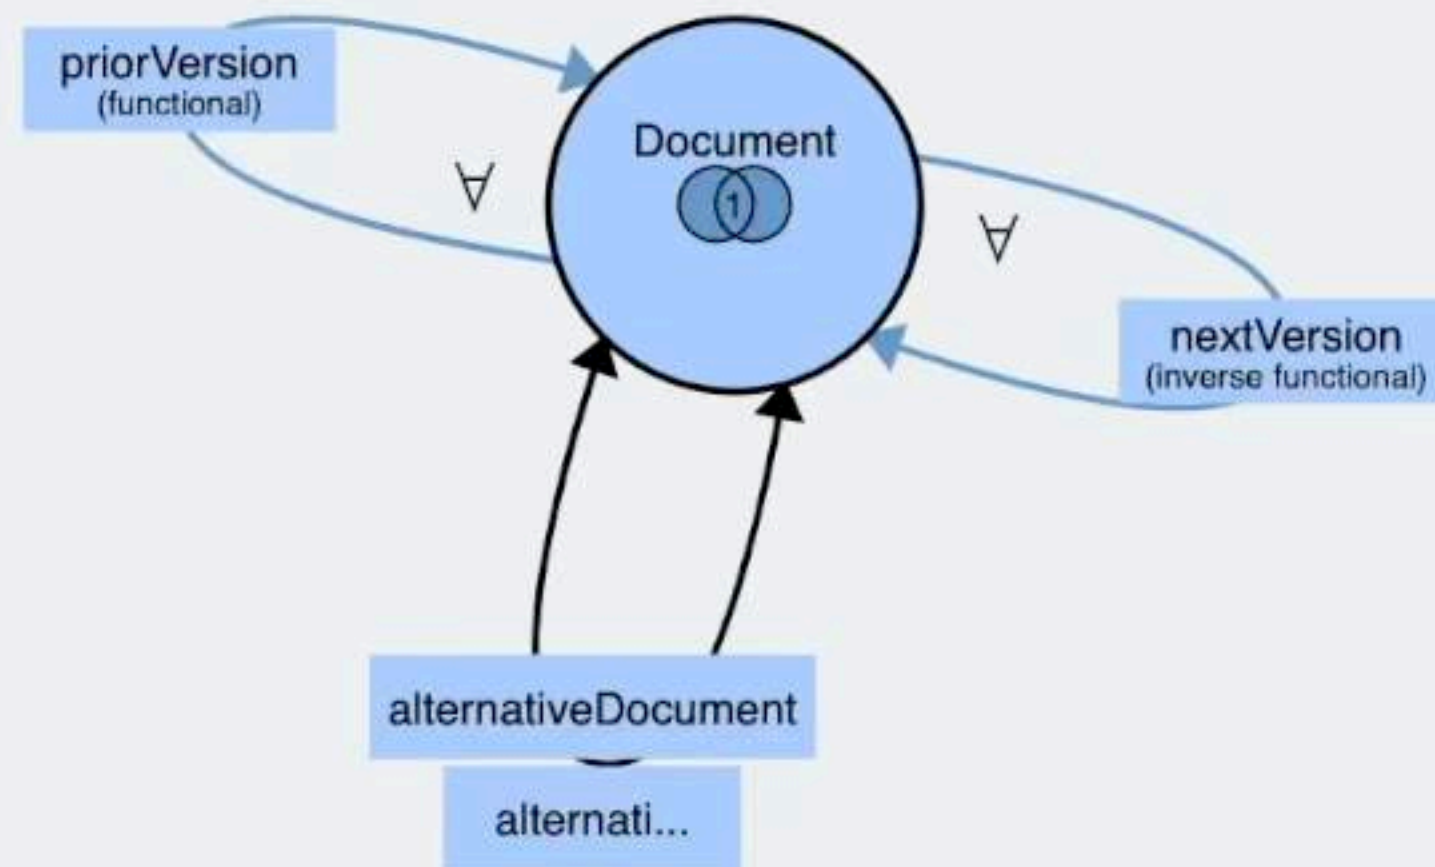 priorVersion
(functional)
∀
Document
1
∀
nextVersion
(inverse functional)
alternativeDocument
alternati...